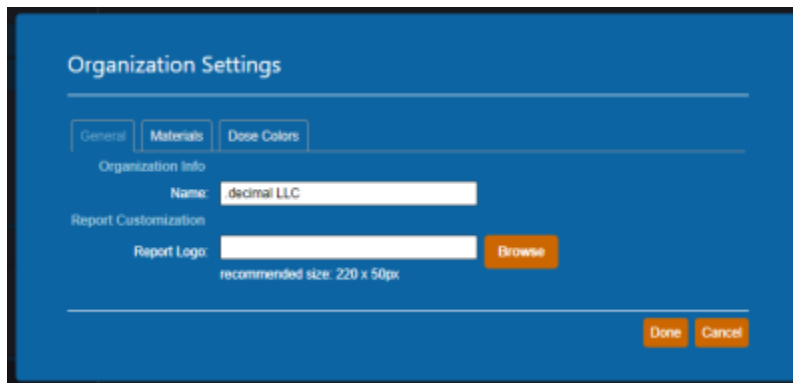 Organization Settings
General Materials Dose Colors
Organization Info
Name: .decimal LLC
Report Customization
Report Logo: Browse
recommended size: 220 x 50px
Done Cancel